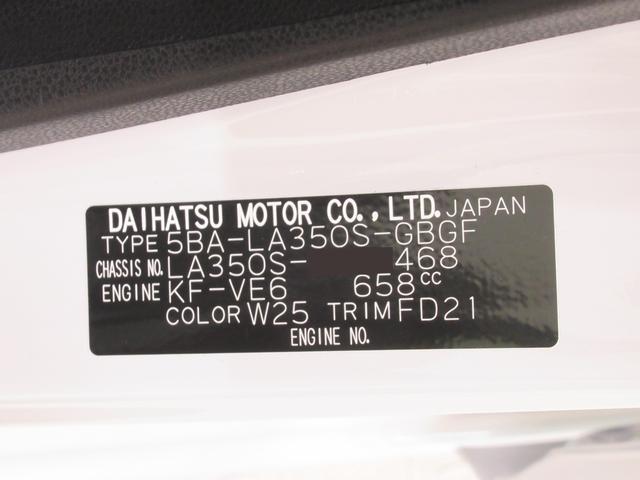 DAIHATSU MOTOR CO.,LTD. JAPAN
TYPE 5BA-LA350S-GBGF
CHASSIS NO. LA350S- 468
ENGINE KF-VE6 658cc
COLOR W25 TRIM FD21
ENGINE NO.